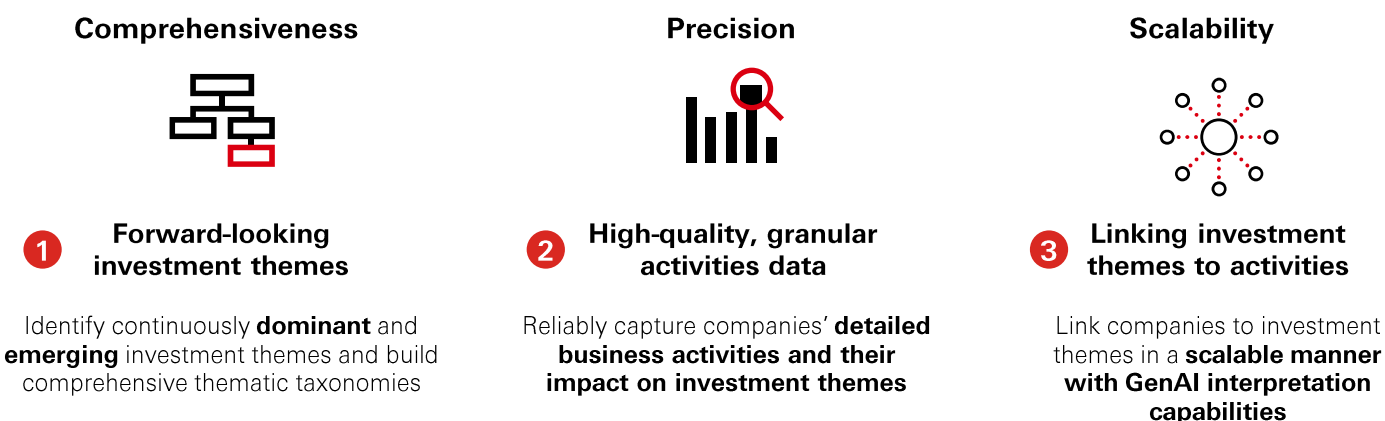 Comprehensiveness
Precision
Scalability
1
Forward-looking
investment themes
2
High-quality, granular
activities data
3
Linking investment
themes to activities
Identify continuously dominant and
emerging investment themes and build
comprehensive thematic taxonomies
Reliably capture companies’ detailed
business activities and their
impact on investment themes
Link companies to investment
themes in a scalable manner
with GenAI interpretation
capabilities